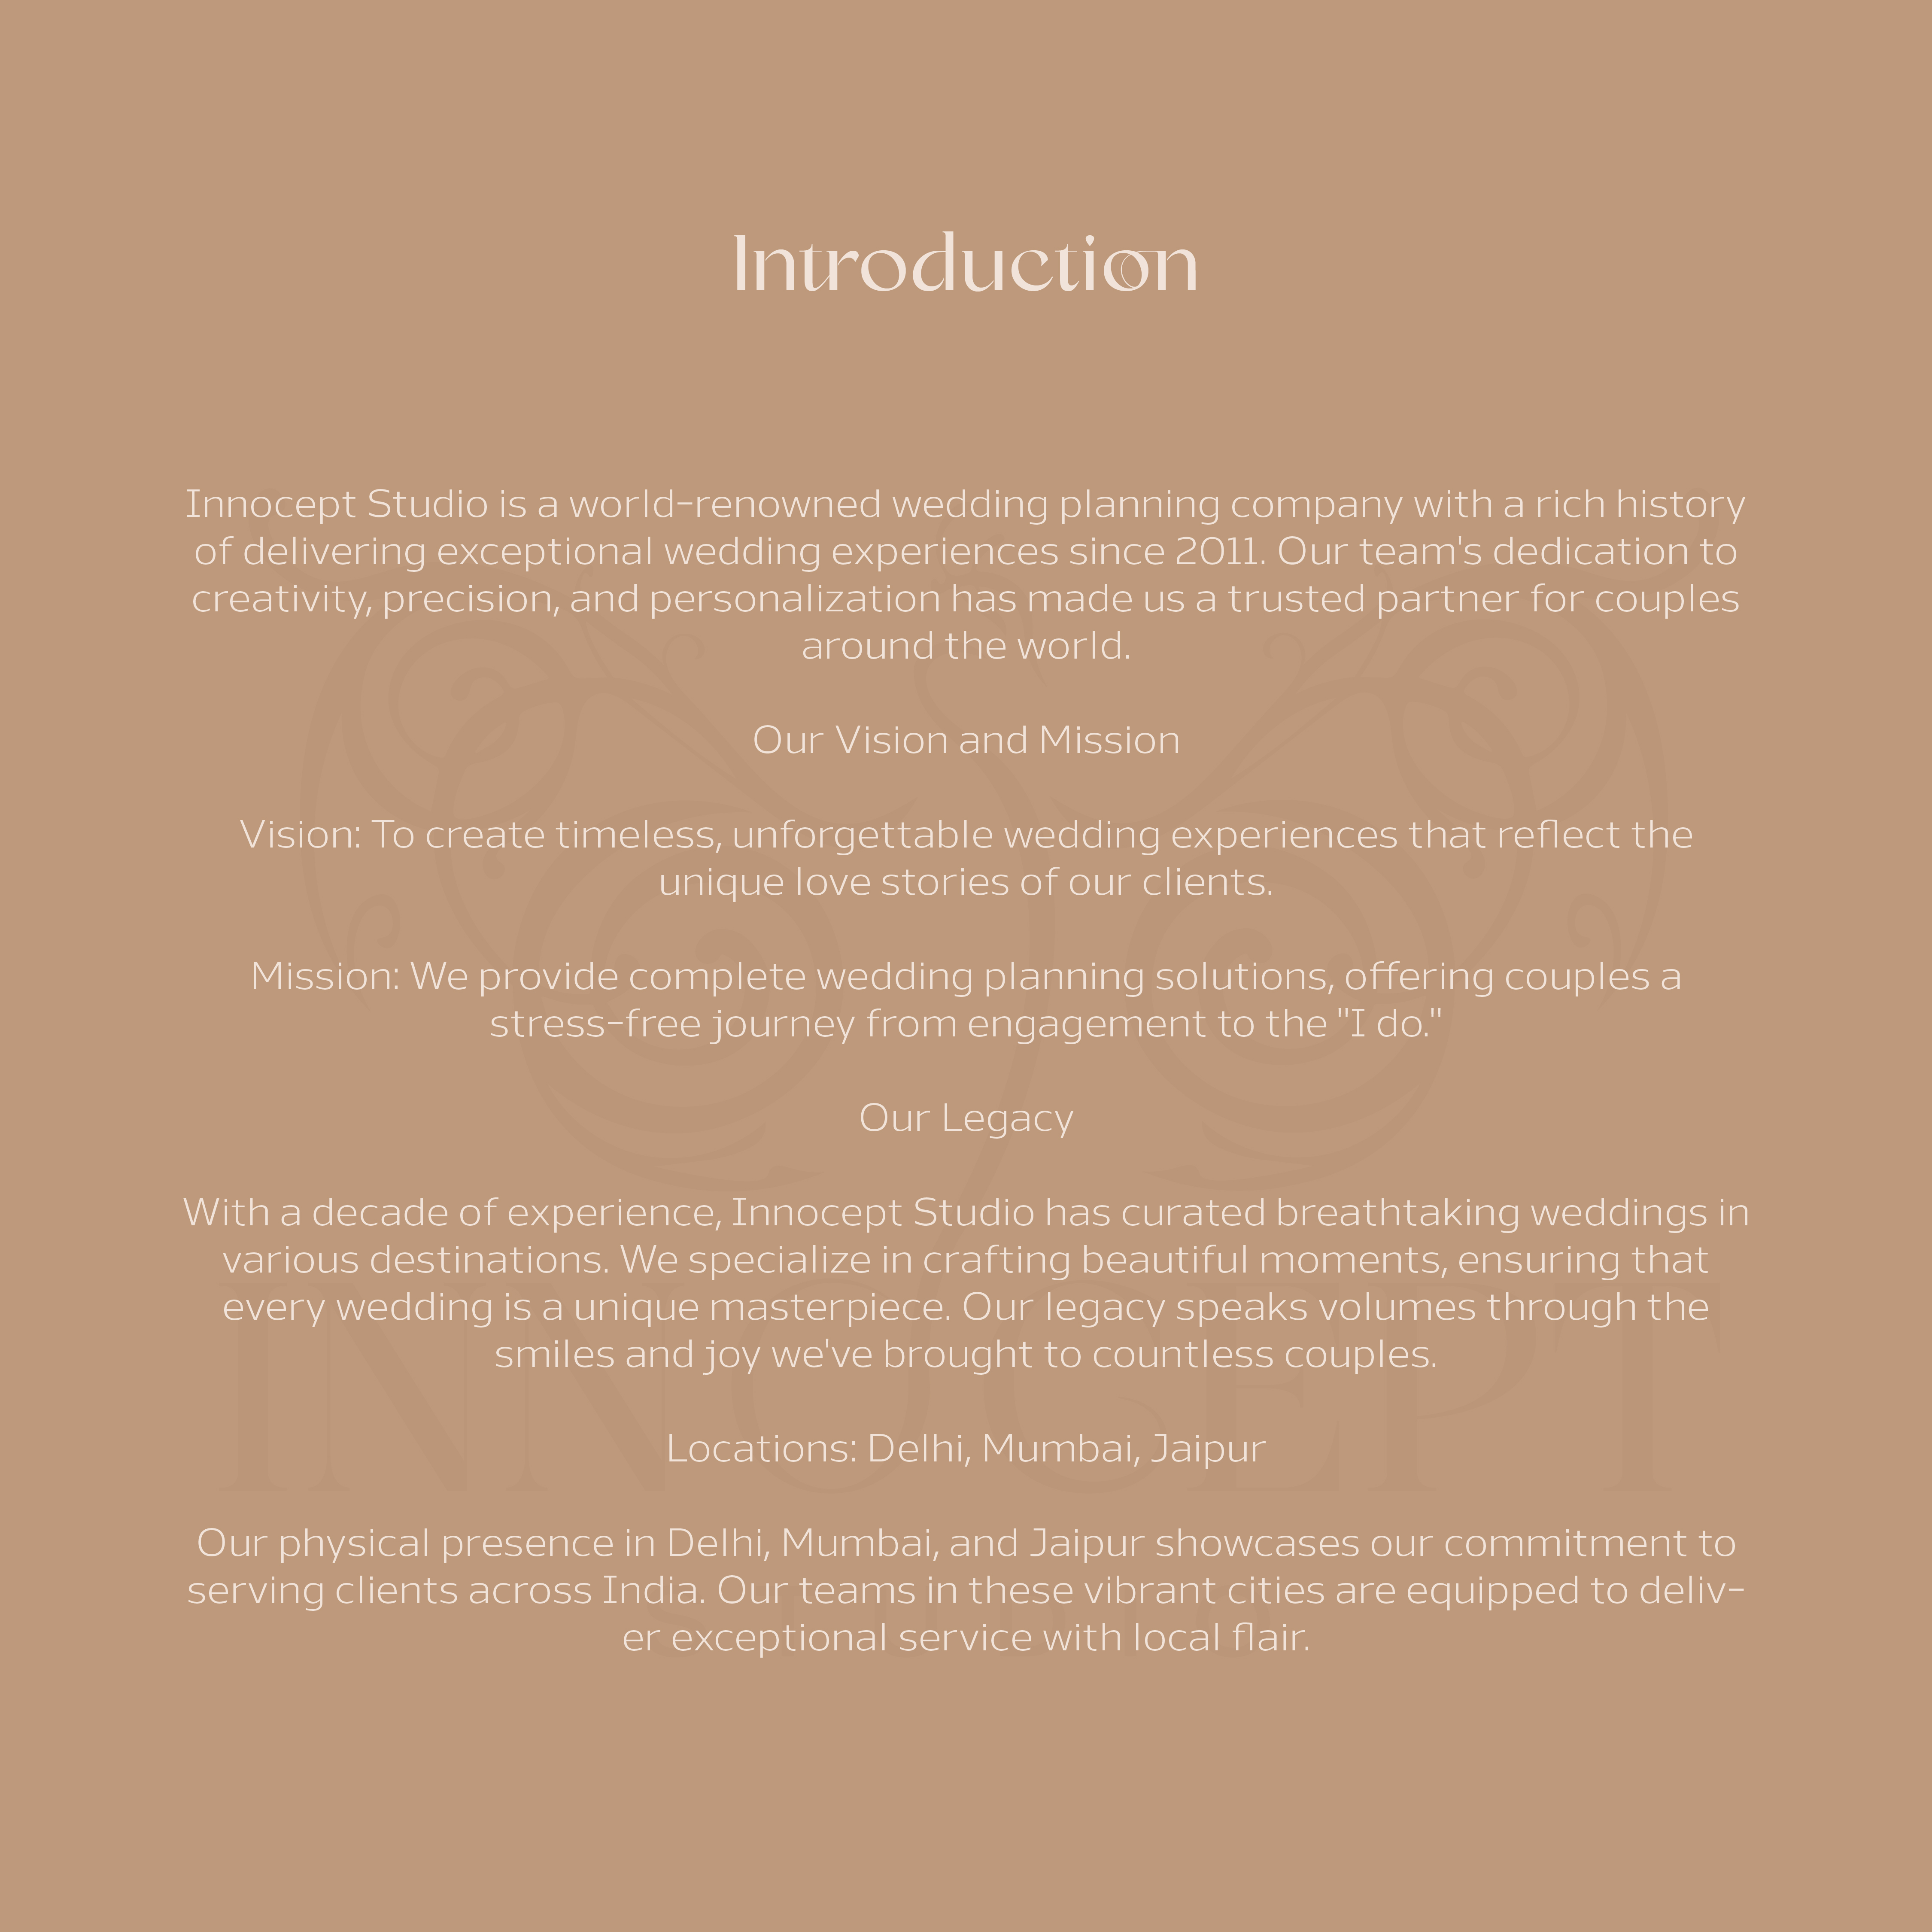 Introduction
Innocept Studio is a world-renowned wedding planning company with a rich history
of delivering exceptional wedding experiences since 2011. Our team's dedication to
creativity, precision, and personalization has made us a trusted partner for couples
around the world.
Our Vision and Mission
Vision: To create timeless, unforgettable wedding experiences that reflect the
unique love stories of our clients.
Mission: We provide complete wedding planning solutions, offering couples a
stress-free journey from engagement to the "I do."
Our Legacy
With a decade of experience, Innocept Studio has curated breathtaking weddings in
various destinations. We specialize in crafting beautiful moments, ensuring that
every wedding is a unique masterpiece. Our legacy speaks volumes through the
smiles and joy we've brought to countless couples.
INNOCEPT
Locations: Delhi, Mumbai, Jaipur
Our physical presence in Delhi, Mumbai, and Jaipur showcases our commitment to
serving clients across India. Our teams in these vibrant cities are equipped to deliv-
er exceptional service with local flair.